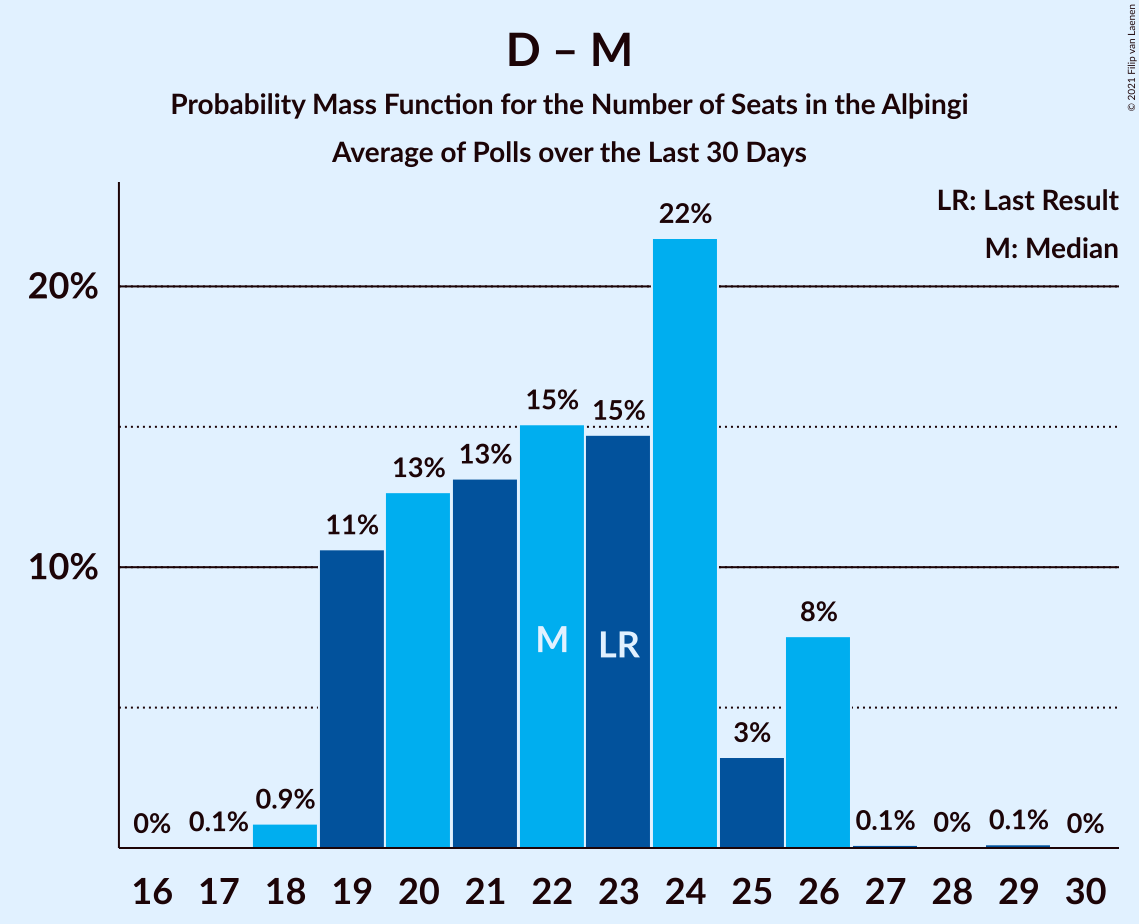 D – M
Probability Mass Function for the Number of Seats in the Alþingi
Average of Polls over the Last 30 Days
© 2021 Filip van Laenen
LR: Last Result
M: Median
20%
10%
0%
0.1%
0.9%
11%
13%
13%
15%
15%
22%
3%
8%
0.1%
0%
0.1%
0%
M
LR
16 17 18 19 20 21 22 23 24 25 26 27 28 29 30